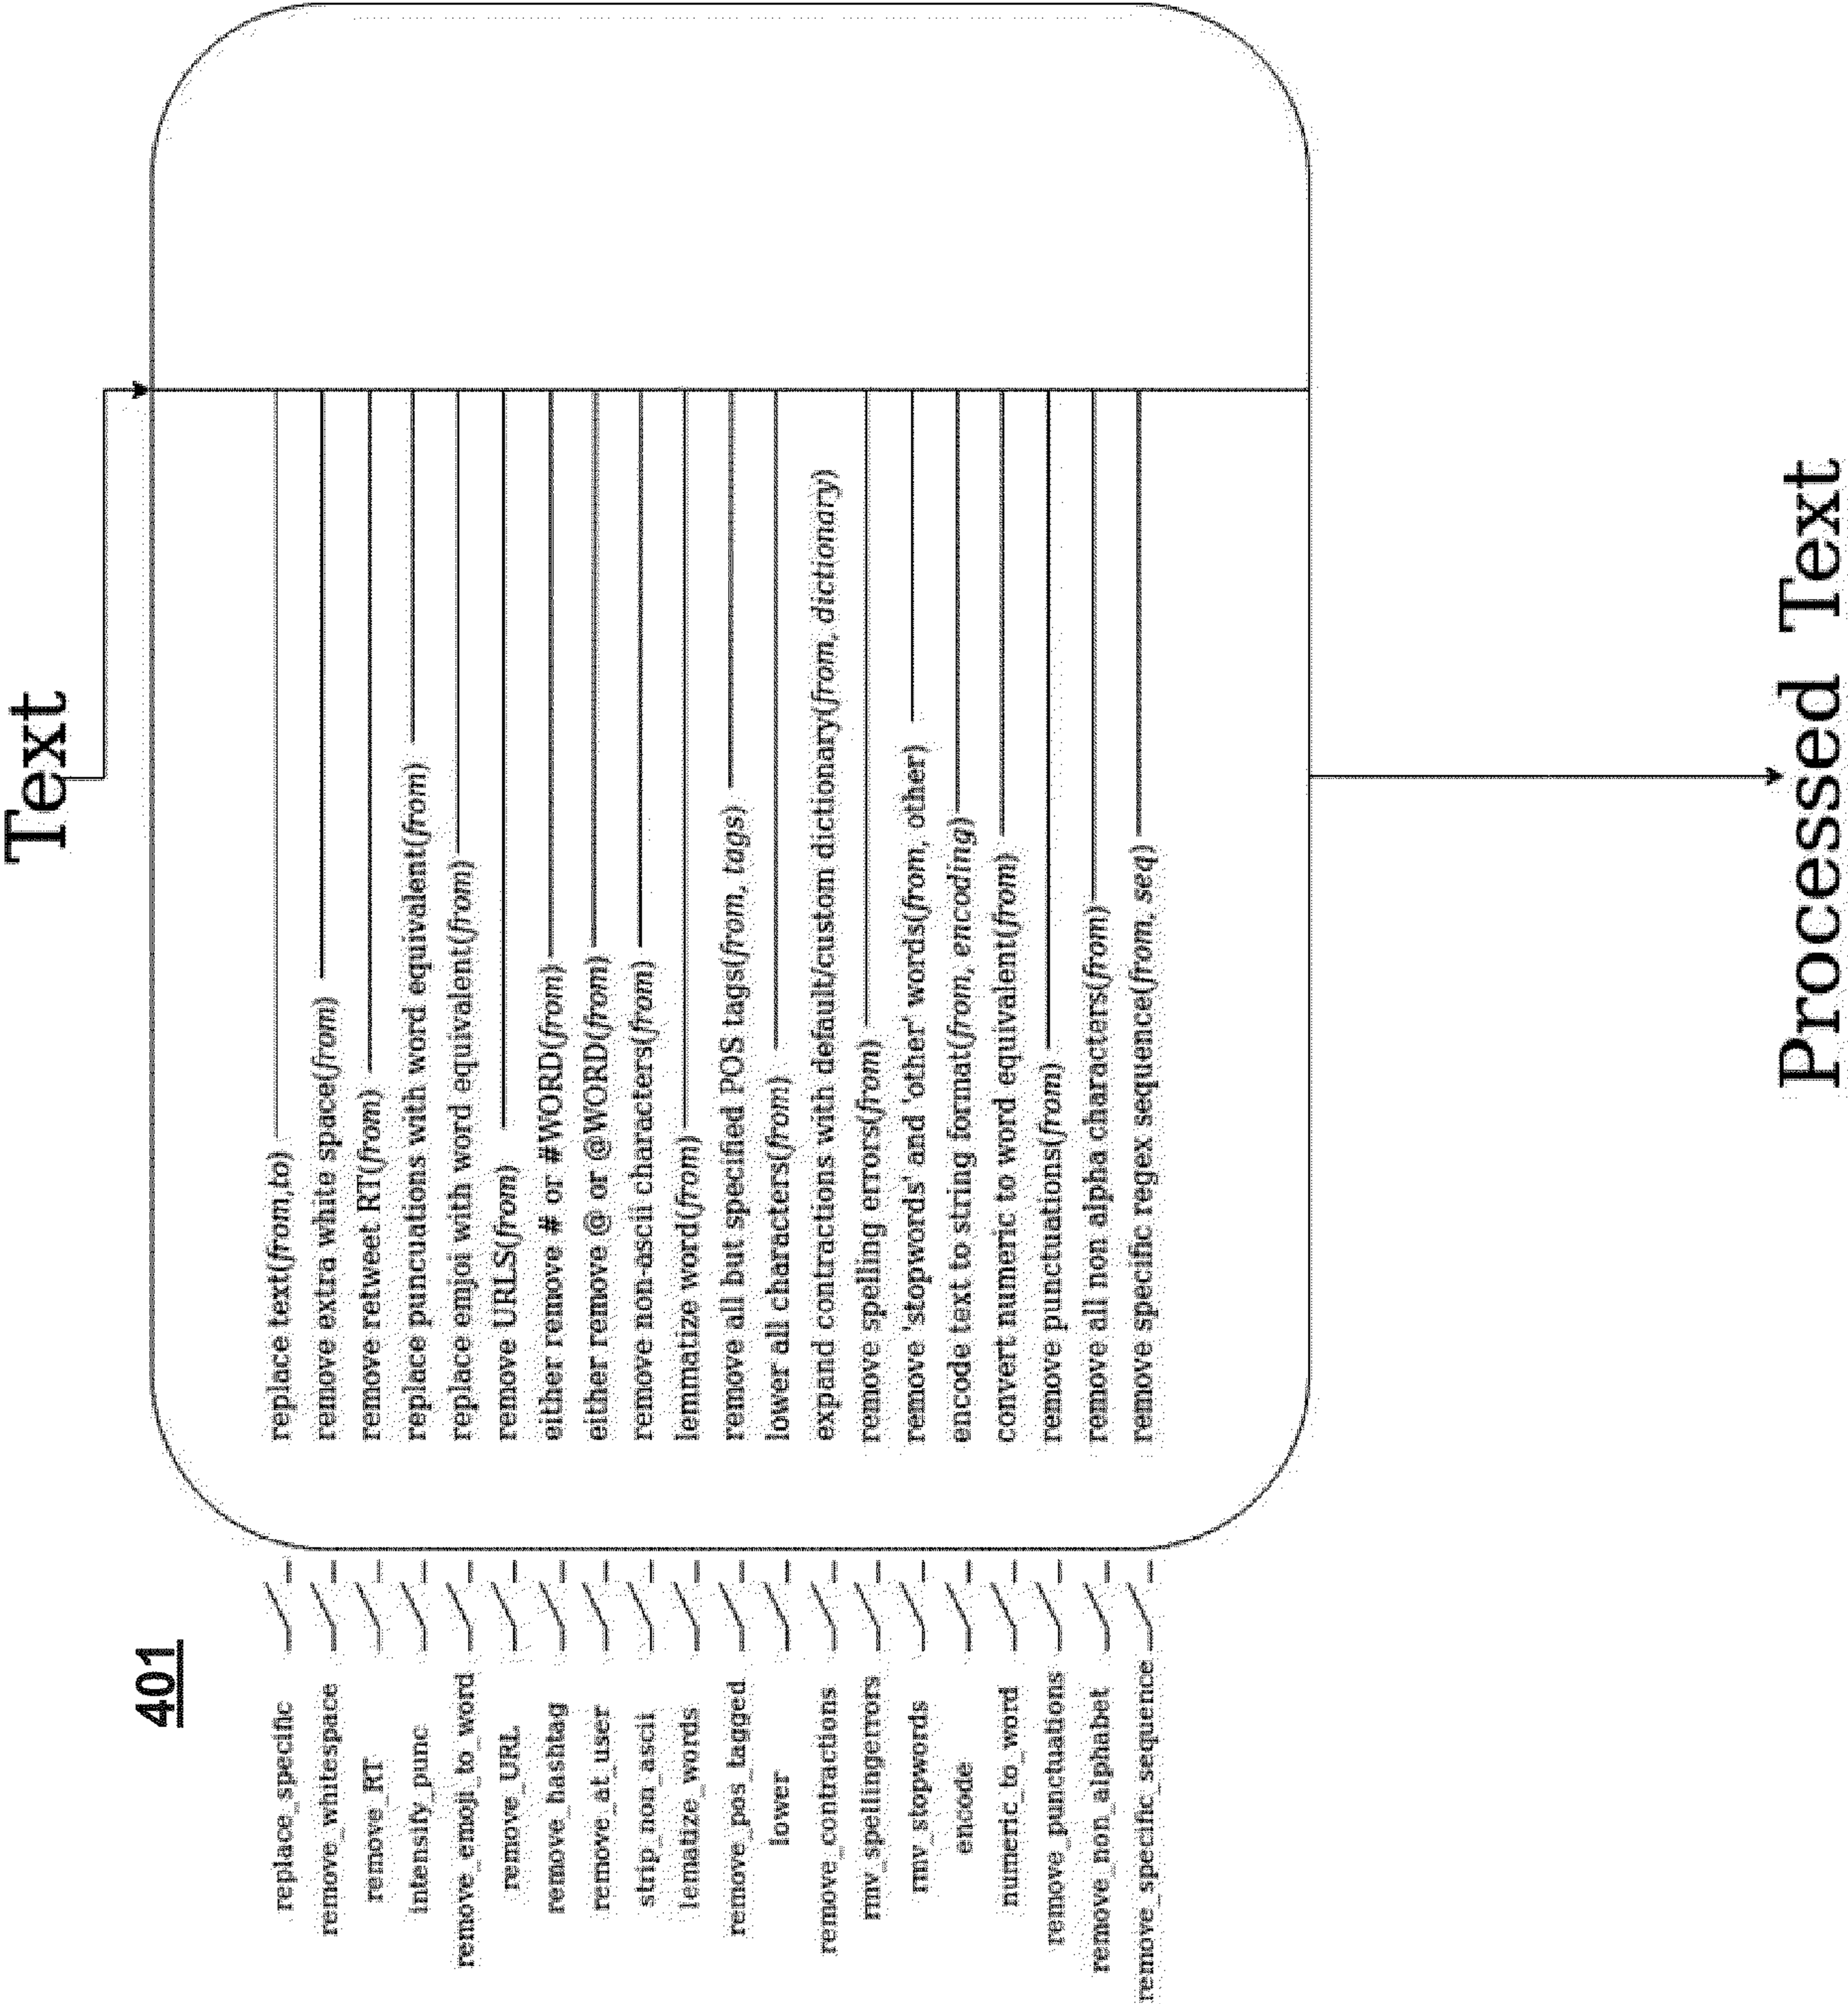 401
Text
replace_specific
replace text(from,to)
remove_whitespace
remove extra white space(from)
remove_RT
remove retweet RT(from)
intensify_punc
replace puncuations with word equivalent(from)
remove_emoji_to_word
replace emjoi with word equivalent(from)
remove_URL
remove URLS(from)
remove_hashtag
either remove # or #WORD(from)
remove_at_user
either remove @ or @WORD(from)
strip_non_ascii
remove non-ascii characters(from)
lematize_words
lemmatize word(from)
remove_pos_tagged
remove all but specified POS tags(from, tags)
lower
lower all characters(from)
remove_contractions
expand contractions with default/custom dictionary(from, dictionary)
rmv_spellingerrors
remove spelling errors(from)
rmv_stopwords
remove 'stopwords' and 'other' words(from, other)
encode
encode text to string format(from, encoding)
numeric_to_word
convert numeric to word equivalent(from)
remove_punctuations
remove punctuations(from)
remove_non_alphabet
remove all non alpha characters(from)
remove_specific_sequence
remove specific regex sequence(from, seq)
Processed Text